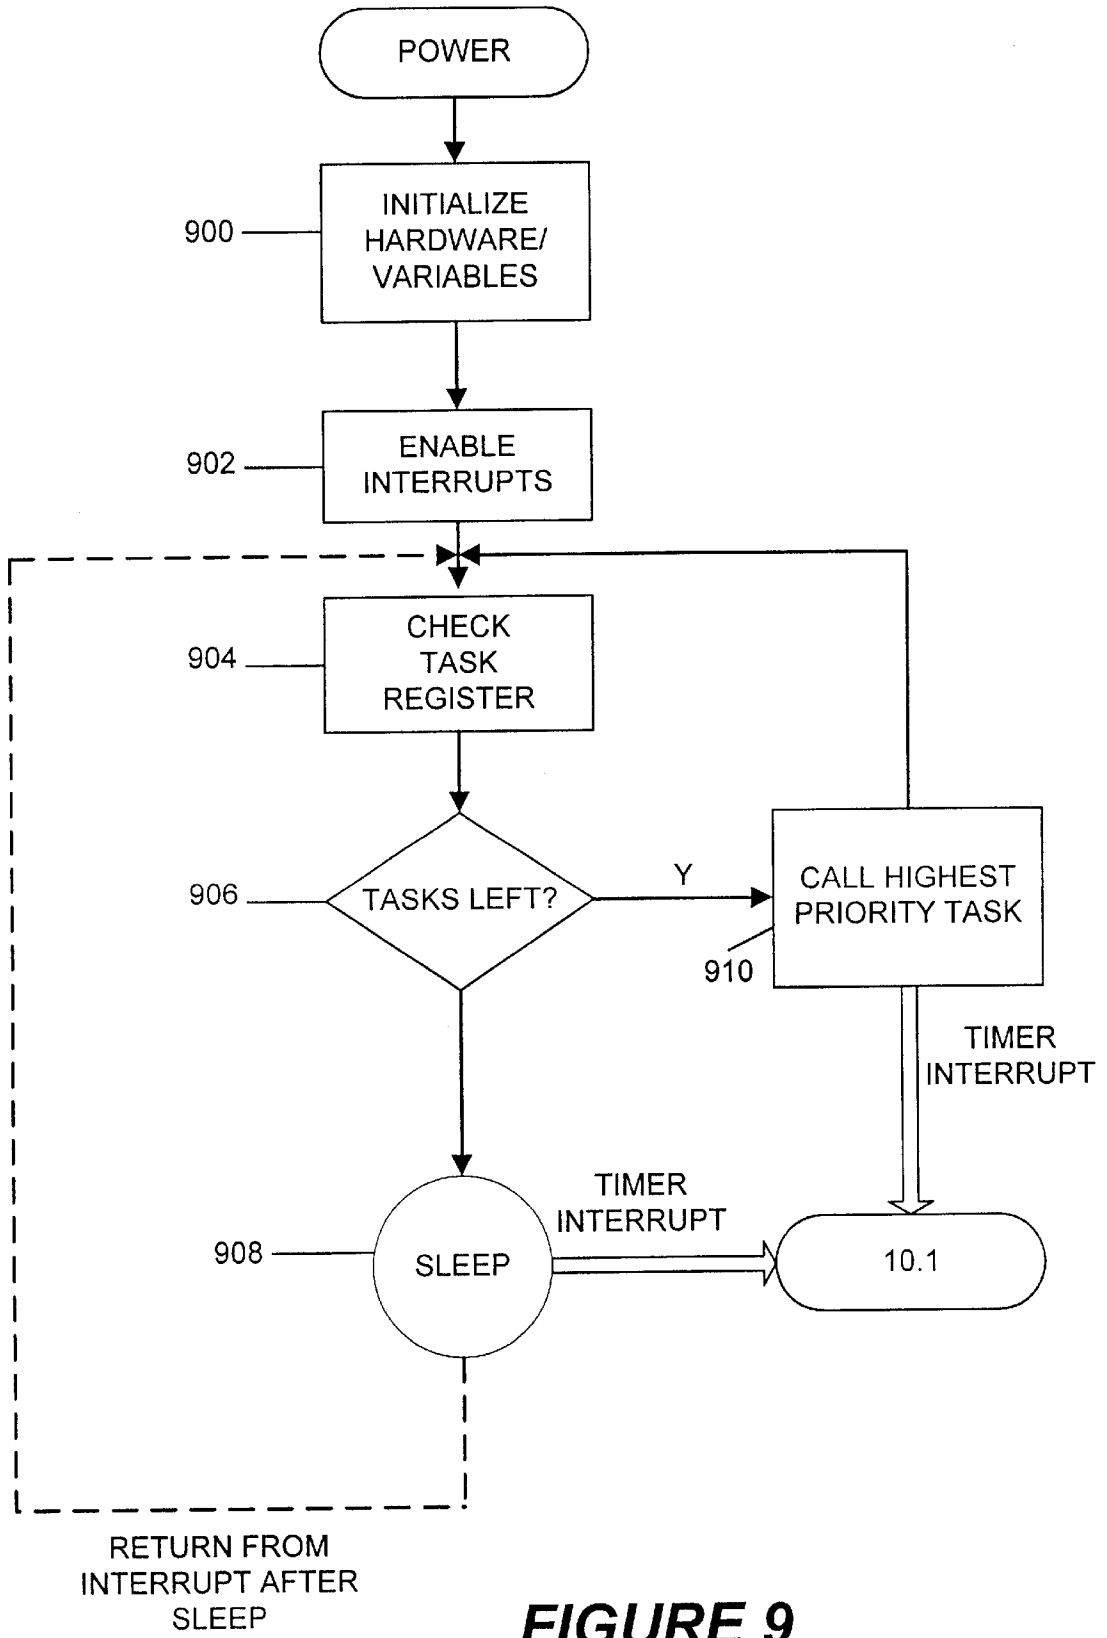 POWER
900
INITIALIZE
HARDWARE/
VARIABLES
902
ENABLE
INTERRUPTS
904
CHECK
TASK
REGISTER
906
TASKS LEFT?
Y
CALL HIGHEST
PRIORITY TASK
910
TIMER
INTERRUPT
TIMER
INTERRUPT
908
SLEEP
10.1
RETURN FROM
INTERRUPT AFTER
SLEEP
FIGURE 9